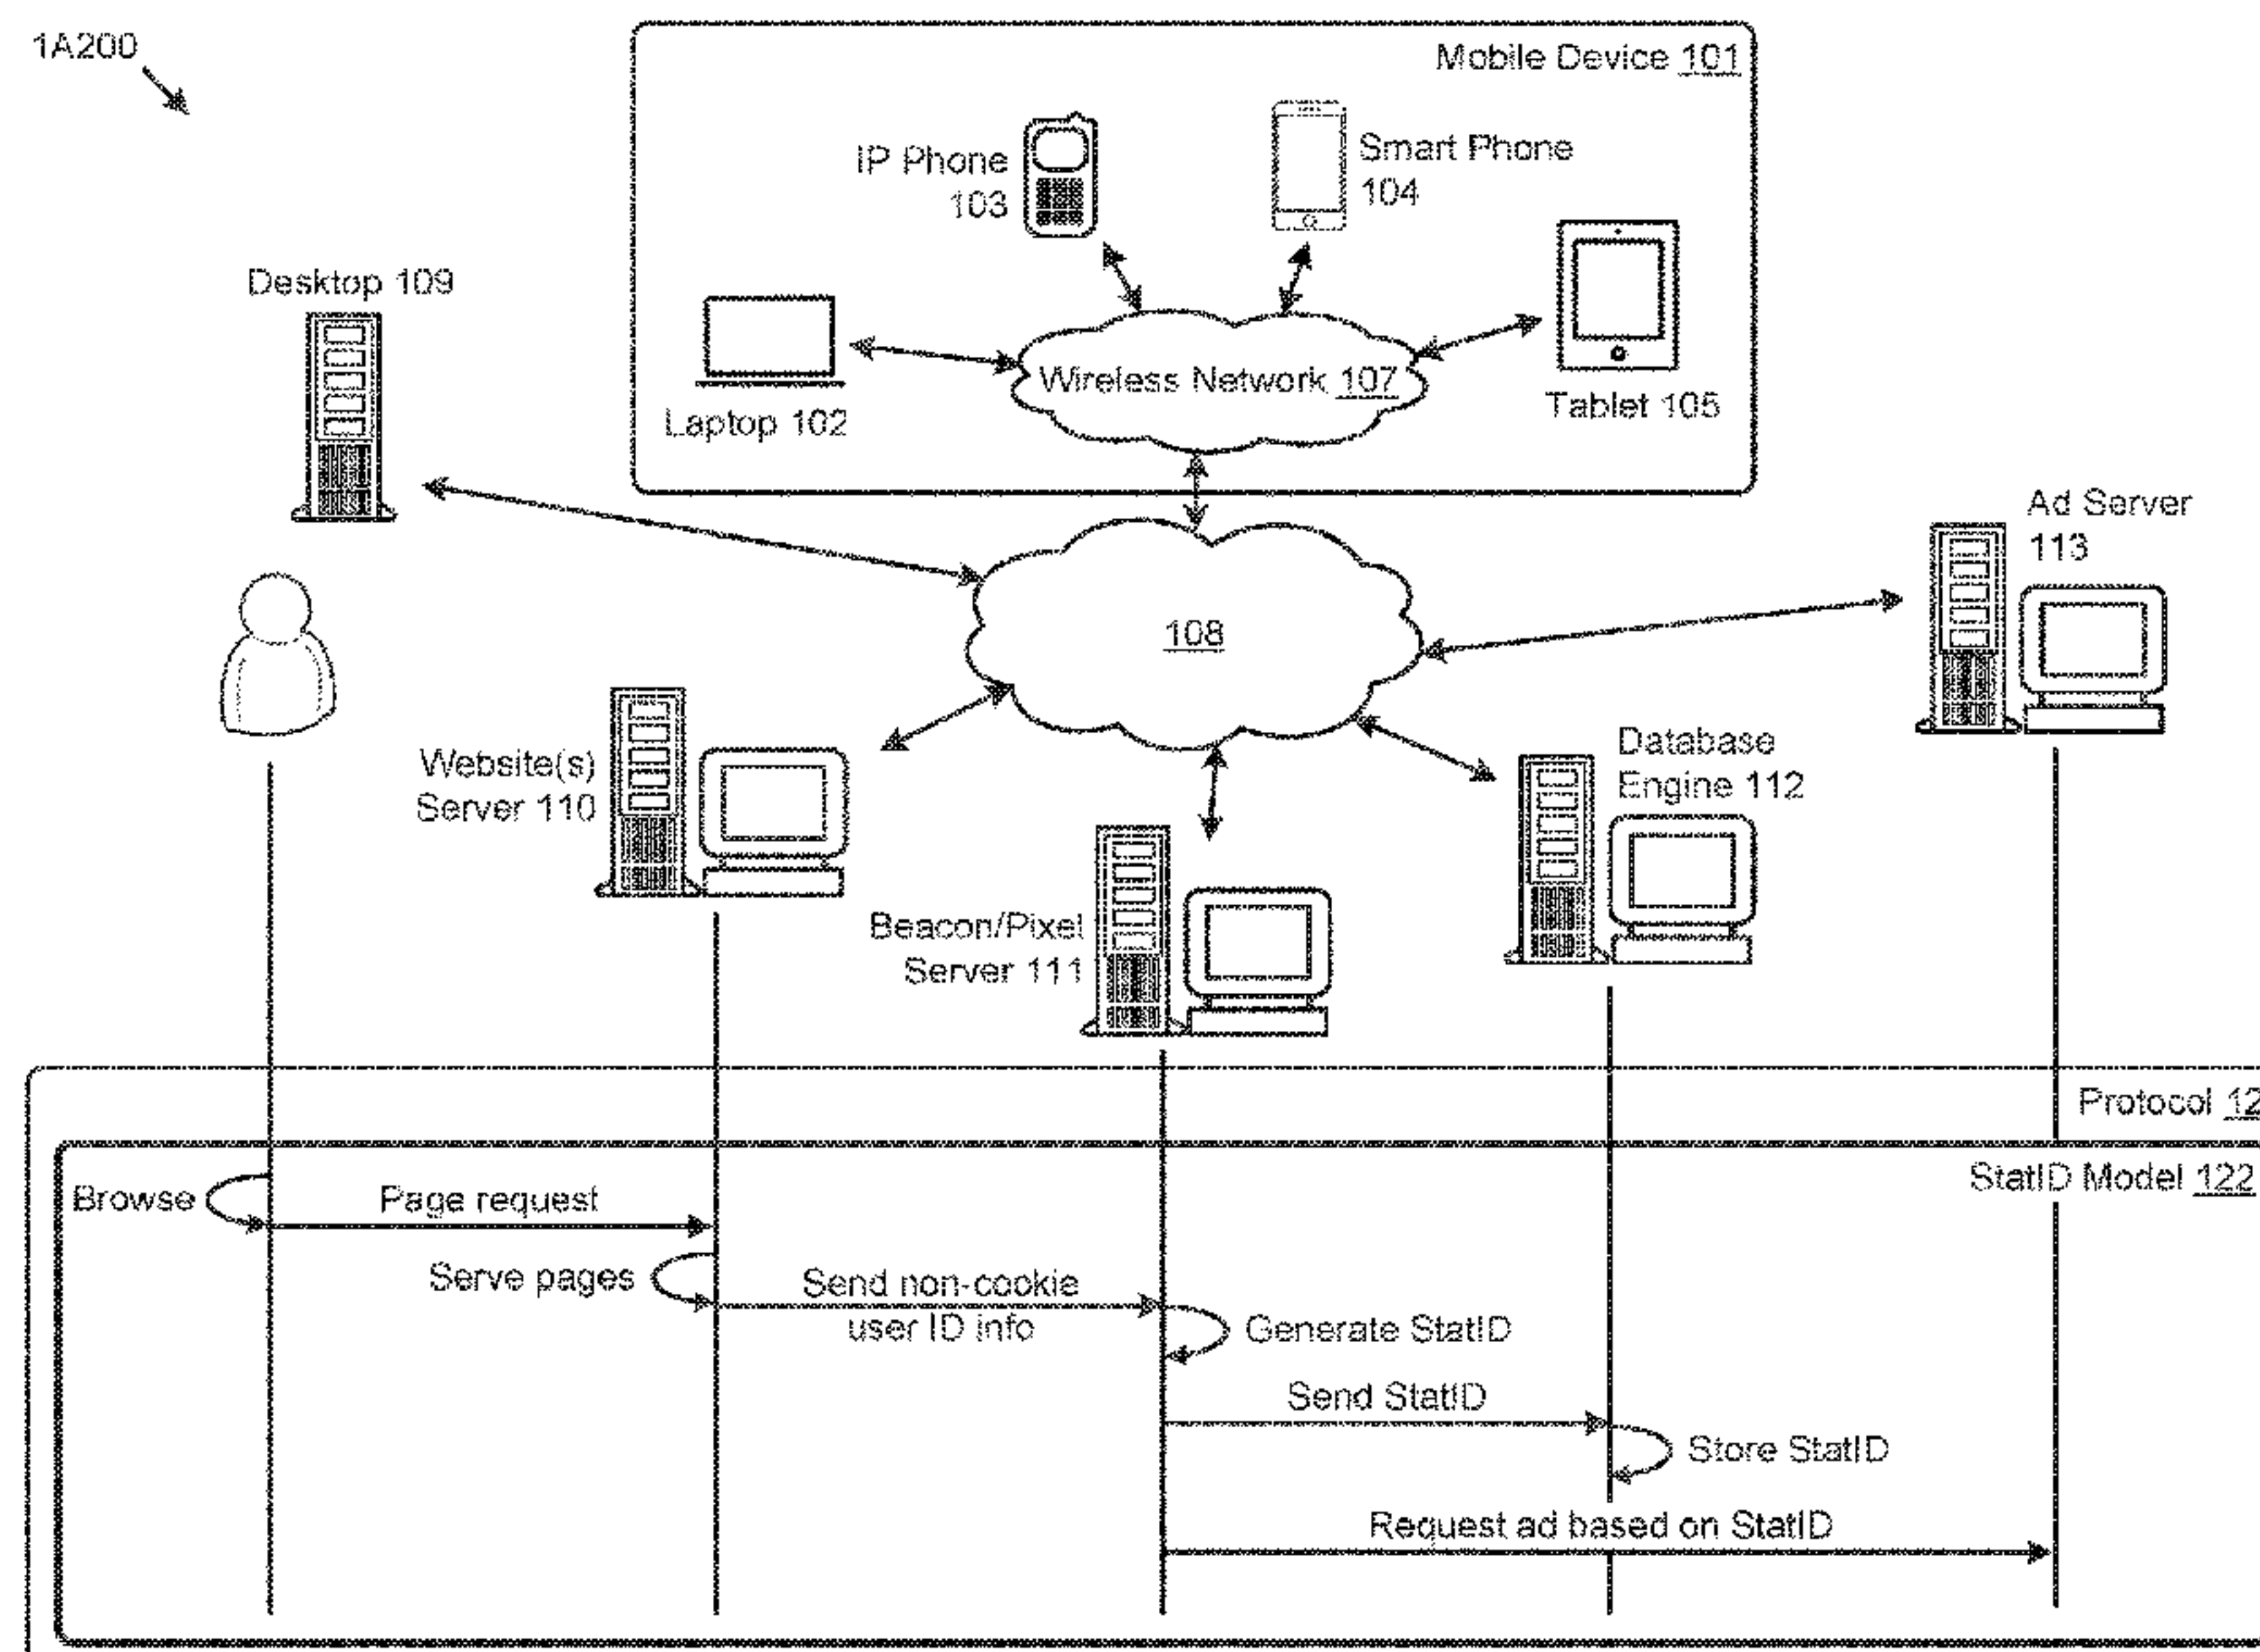 1A200
Mobile Device 101
IP Phone
103
Smart Phone
104
Desktop 109
Laptop 102
Wireless Network 107
Tablet 105
Ad Server
113
108
Website(s)
Server 110
Database
Engine 112
Beacon/Pixel
Server 111
Protocol 12
StatID Model 122
Browse
Page request
Serve pages
Send non-cookie
user ID info
Generate StatID
Send StatID
Store StatID
Request ad based on StatID